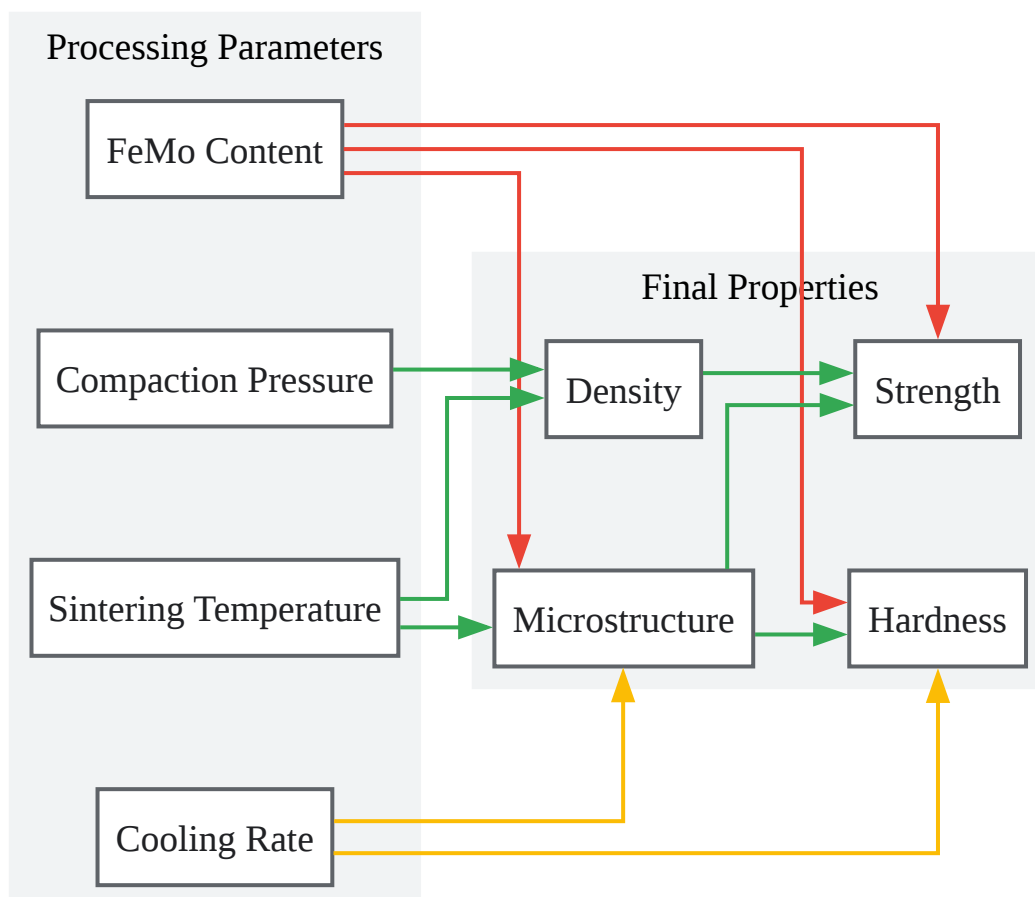 Processing Parameters
FeMo Content
Final Properties
Compaction Pressure
Density
Strength
Sintering Temperature
Microstructure
Hardness
Cooling Rate